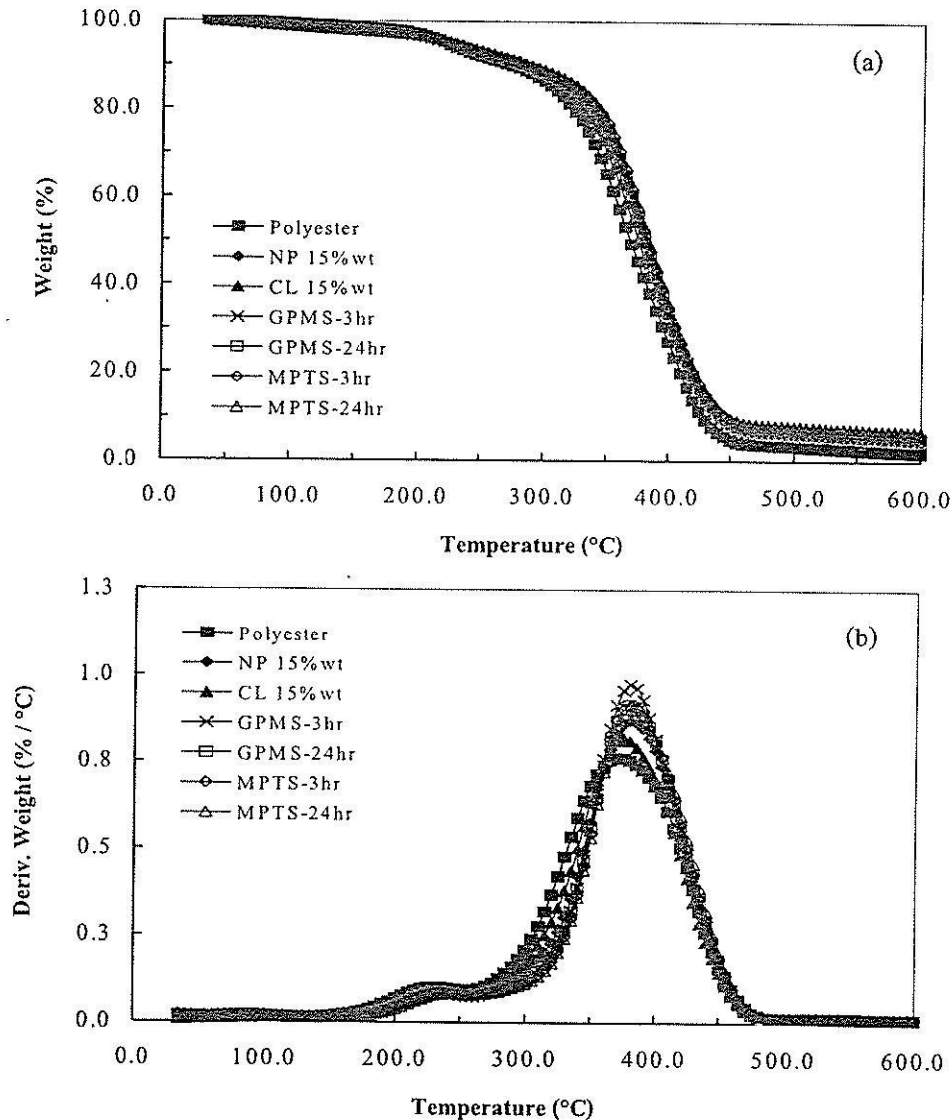 100.0
(a)
80.0
60.0
40.0
20.0
0.0
Weight (%)
Polyester
NP 15%wt
CL 15%wt
GPMS-3hr
GPMS-24hr
MPTS-3hr
MPTS-24hr
0.0 100.0 200.0 300.0 400.0 500.0 600.0
Temperature (°C)
1.3
(b)
1.0
0.8
0.5
0.3
0.0
Deriv. Weight (% / °C)
Polyester
NP 15%wt
CL 15%wt
GPMS-3hr
GPMS-24hr
MPTS-3hr
MPTS-24hr
0.0 100.0 200.0 300.0 400.0 500.0 600.0
Temperature (°C)